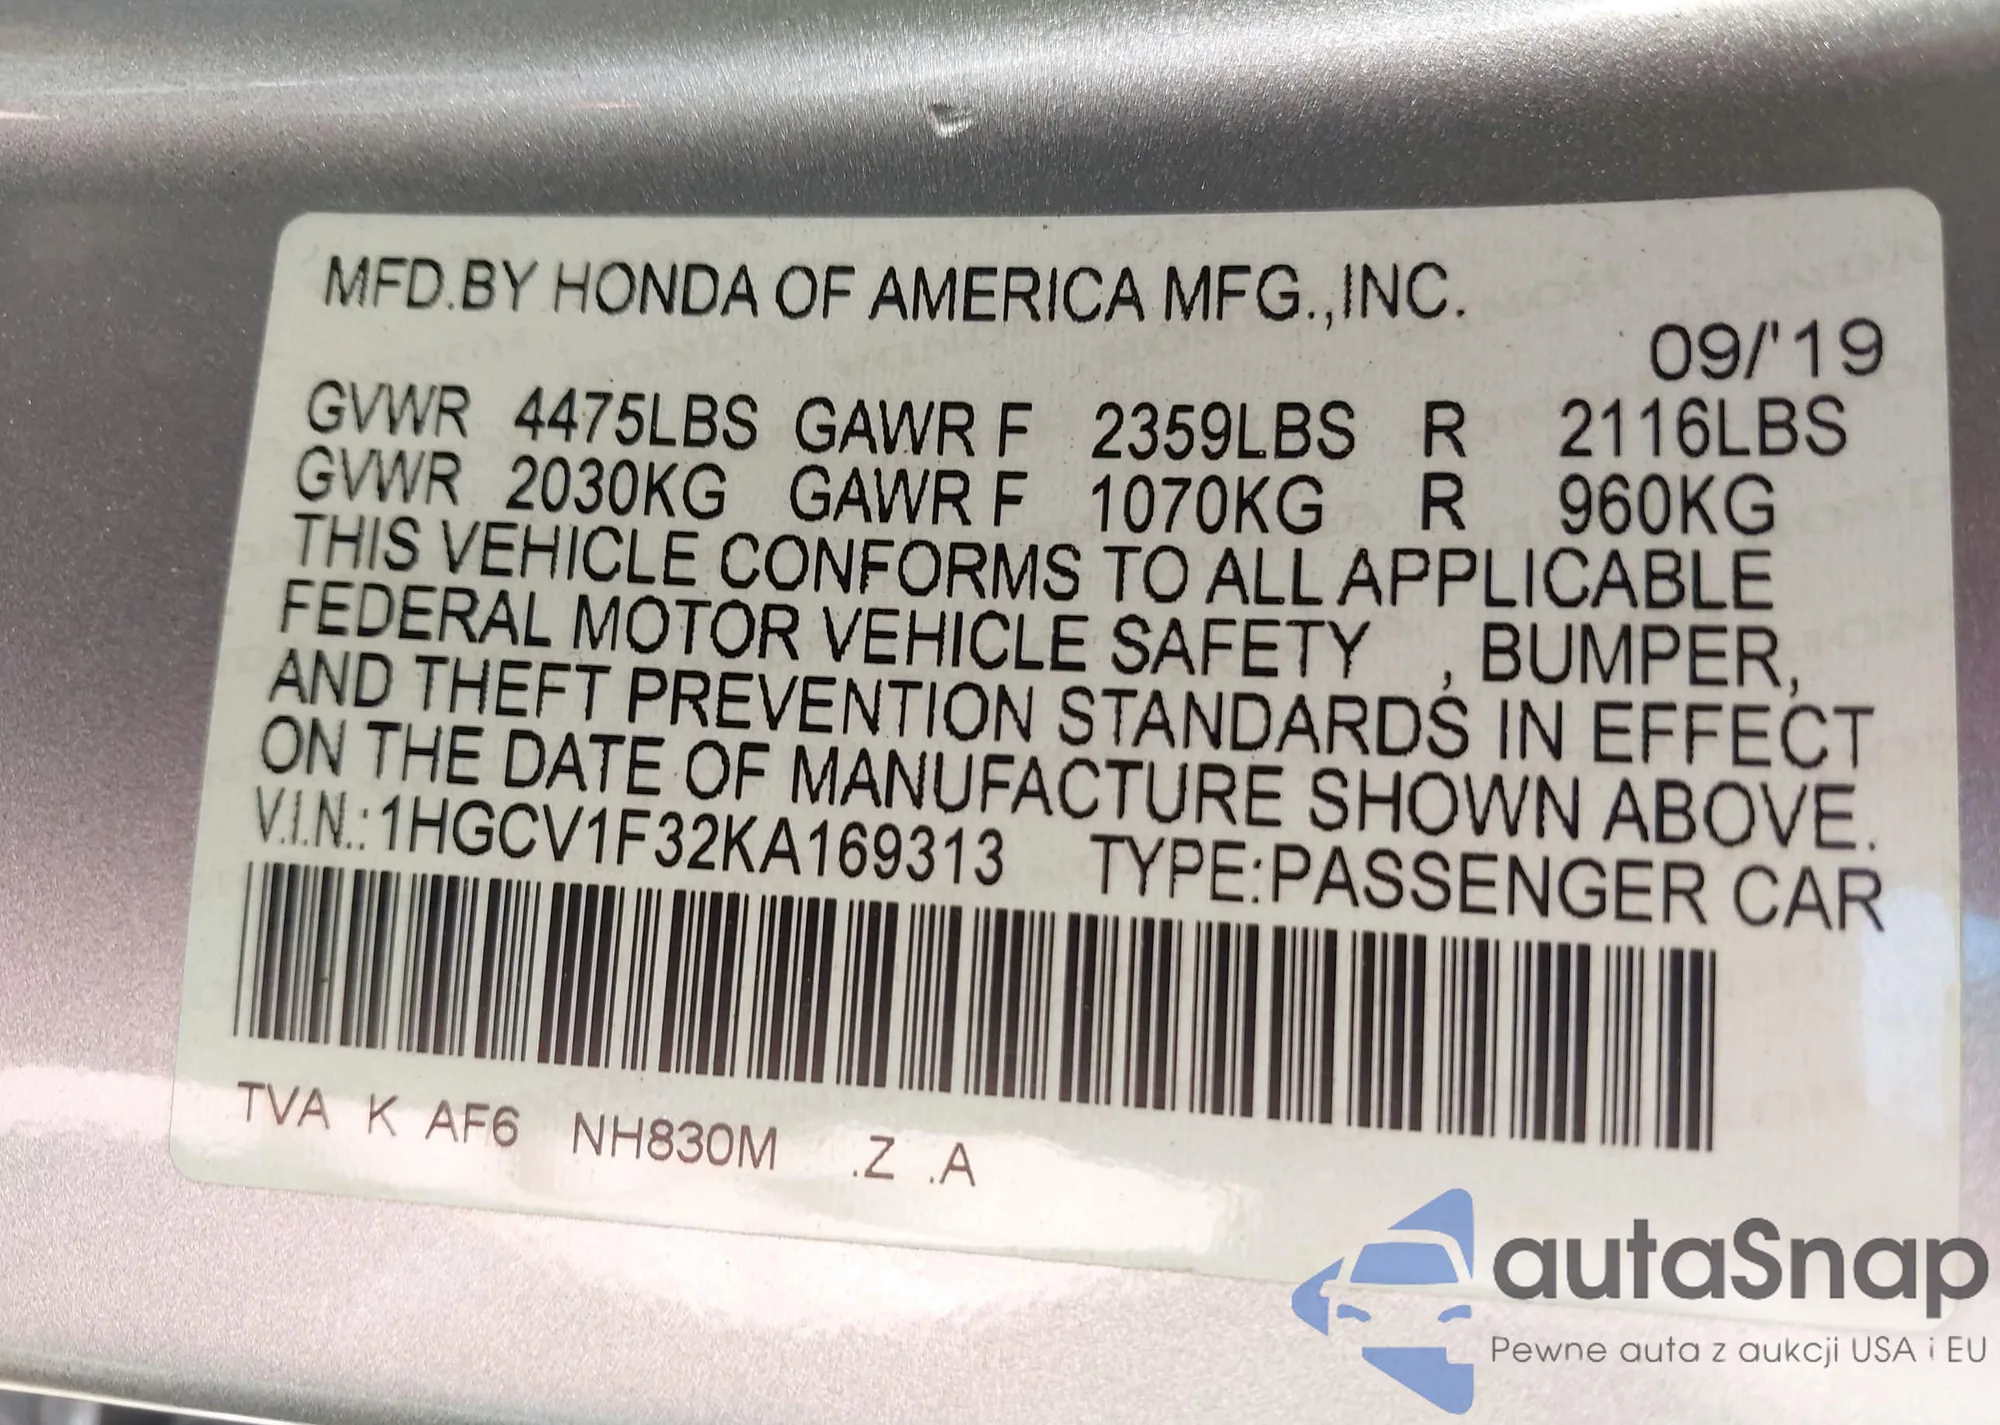 MFD.BY HONDA OF AMERICA MFG.,INC.
09/'19
GVWR 4475LBS GAWR F 2359LBS R 2116LBS
GVWR 2030KG GAWR F 1070KG R 960KG
THIS VEHICLE CONFORMS TO ALL APPLICABLE
FEDERAL MOTOR VEHICLE SAFETY , BUMPER,
AND THEFT PREVENTION STANDARDS IN EFFECT
ON THE DATE OF MANUFACTURE SHOWN ABOVE.
V.I.N.:1HGCV1F32KA169313 TYPE:PASSENGER CAR
TVA K AF6 NH830M .Z .A
autaSnap
Pewne auta z aukcji USA i EU